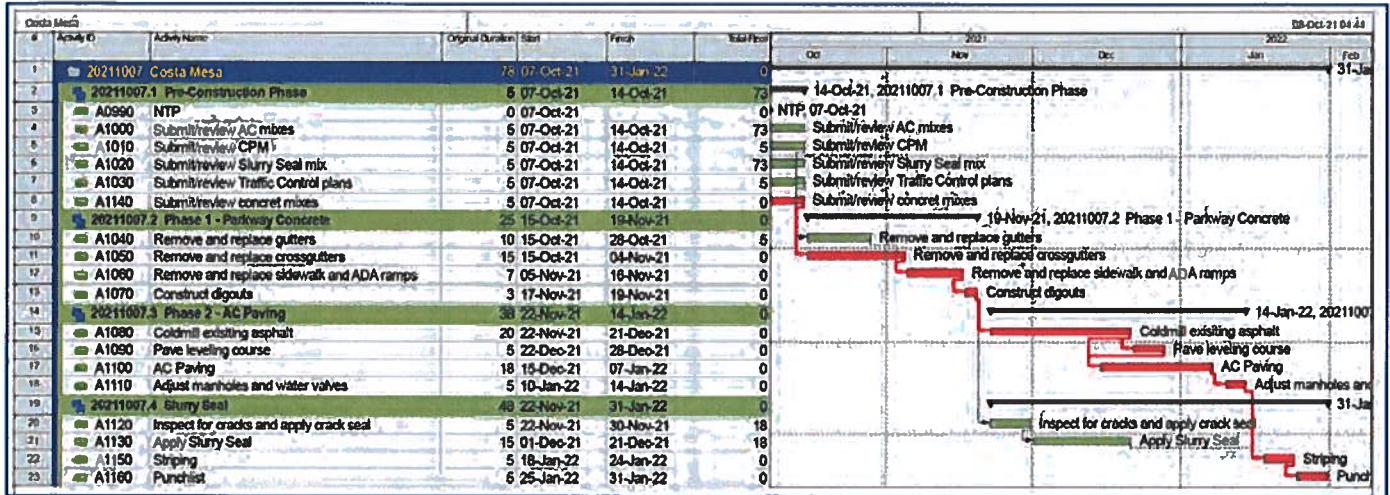 Costa Mesa 08-Oct-21 04:44
# Activity ID Activity Name Original Duration Start Finish Total Float 2021 2022
Oct Nov Dec Jan Feb
1 20211007 Costa Mesa 78 07-Oct-21 31-Jan-22 0 31-Ja
2 20211007.1 Pre-Construction Phase 5 07-Oct-21 14-Oct-21 73 14-Oct-21, 20211007.1 Pre-Construction Phase
3 A0990 NTP 0 07-Oct-21 0 NTP 07-Oct-21
4 A1000 Submit/review AC mixes 5 07-Oct-21 14-Oct-21 73 Submit/review AC mixes
5 A1010 Submit/review CPM 5 07-Oct-21 14-Oct-21 5 Submit/review CPM
6 A1020 Submit/review Slurry Seal mix 5 07-Oct-21 14-Oct-21 73 Submit/review Slurry Seal mix
7 A1030 Submit/review Traffic Control plans 5 07-Oct-21 14-Oct-21 5 Submit/review Traffic Control plans
8 A1140 Submit/review concret mixes 5 07-Oct-21 14-Oct-21 0 Submit/review concret mixes
9 20211007.2 Phase 1 - Parkway Concrete 25 15-Oct-21 19-Nov-21 0 19-Nov-21, 20211007.2 Phase 1 - Parkway Concrete
10 A1040 Remove and replace gutters 10 15-Oct-21 28-Oct-21 5 Remove and replace gutters
11 A1050 Remove and replace crossgutters 15 15-Oct-21 04-Nov-21 0 Remove and replace crossgutters
12 A1060 Remove and replace sidewalk and ADA ramps 7 05-Nov-21 16-Nov-21 0 Remove and replace sidewalk and ADA ramps
13 A1070 Construct digouts 3 17-Nov-21 19-Nov-21 0 Construct digouts
14 20211007.3 Phase 2 - AC Paving 38 22-Nov-21 14-Jan-22 0 14-Jan-22, 2021100
15 A1080 Coldmill exisiting asphalt 20 22-Nov-21 21-Dec-21 0 Coldmill exisiting asphalt
16 A1090 Pave leveling course 5 22-Dec-21 28-Dec-21 0 Pave leveling course
17 A1100 AC Paving 18 15-Dec-21 07-Jan-22 0 AC Paving
18 A1110 Adjust manholes and water valves 5 10-Jan-22 14-Jan-22 0 Adjust manholes and
19 20211007.4 Slurry Seal 48 22-Nov-21 31-Jan-22 0 31-Ja
20 A1120 Inspect for cracks and apply crack seal 5 22-Nov-21 30-Nov-21 18 Inspect for cracks and apply crack seal
21 A1130 Apply Slurry Seal 15 01-Dec-21 21-Dec-21 18 Apply Slurry Seal
22 A1150 Striping 5 18-Jan-22 24-Jan-22 0 Striping
23 A1160 Punchlist 5 25-Jan-22 31-Jan-22 0 Punch